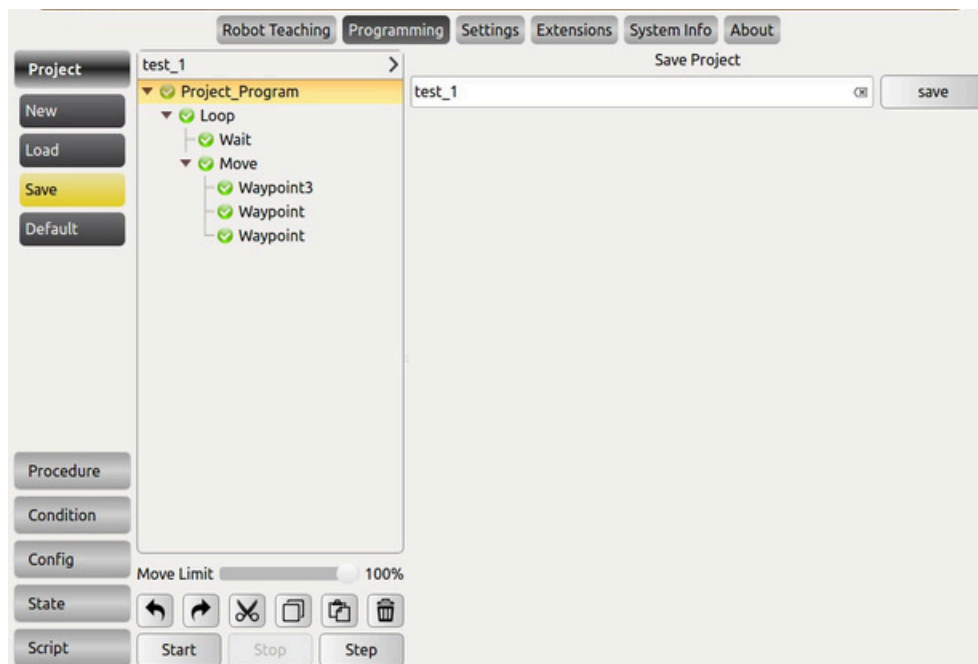 Robot Teaching Programming Settings Extensions System Info About
Project
New
Load
Save
Default
Procedure
Condition
Config
State
Script
test_1
Project_Program
Loop
Wait
Move
Waypoint3
Waypoint
Waypoint
Move Limit 100%
Start Stop Step
Save Project
test_1 save